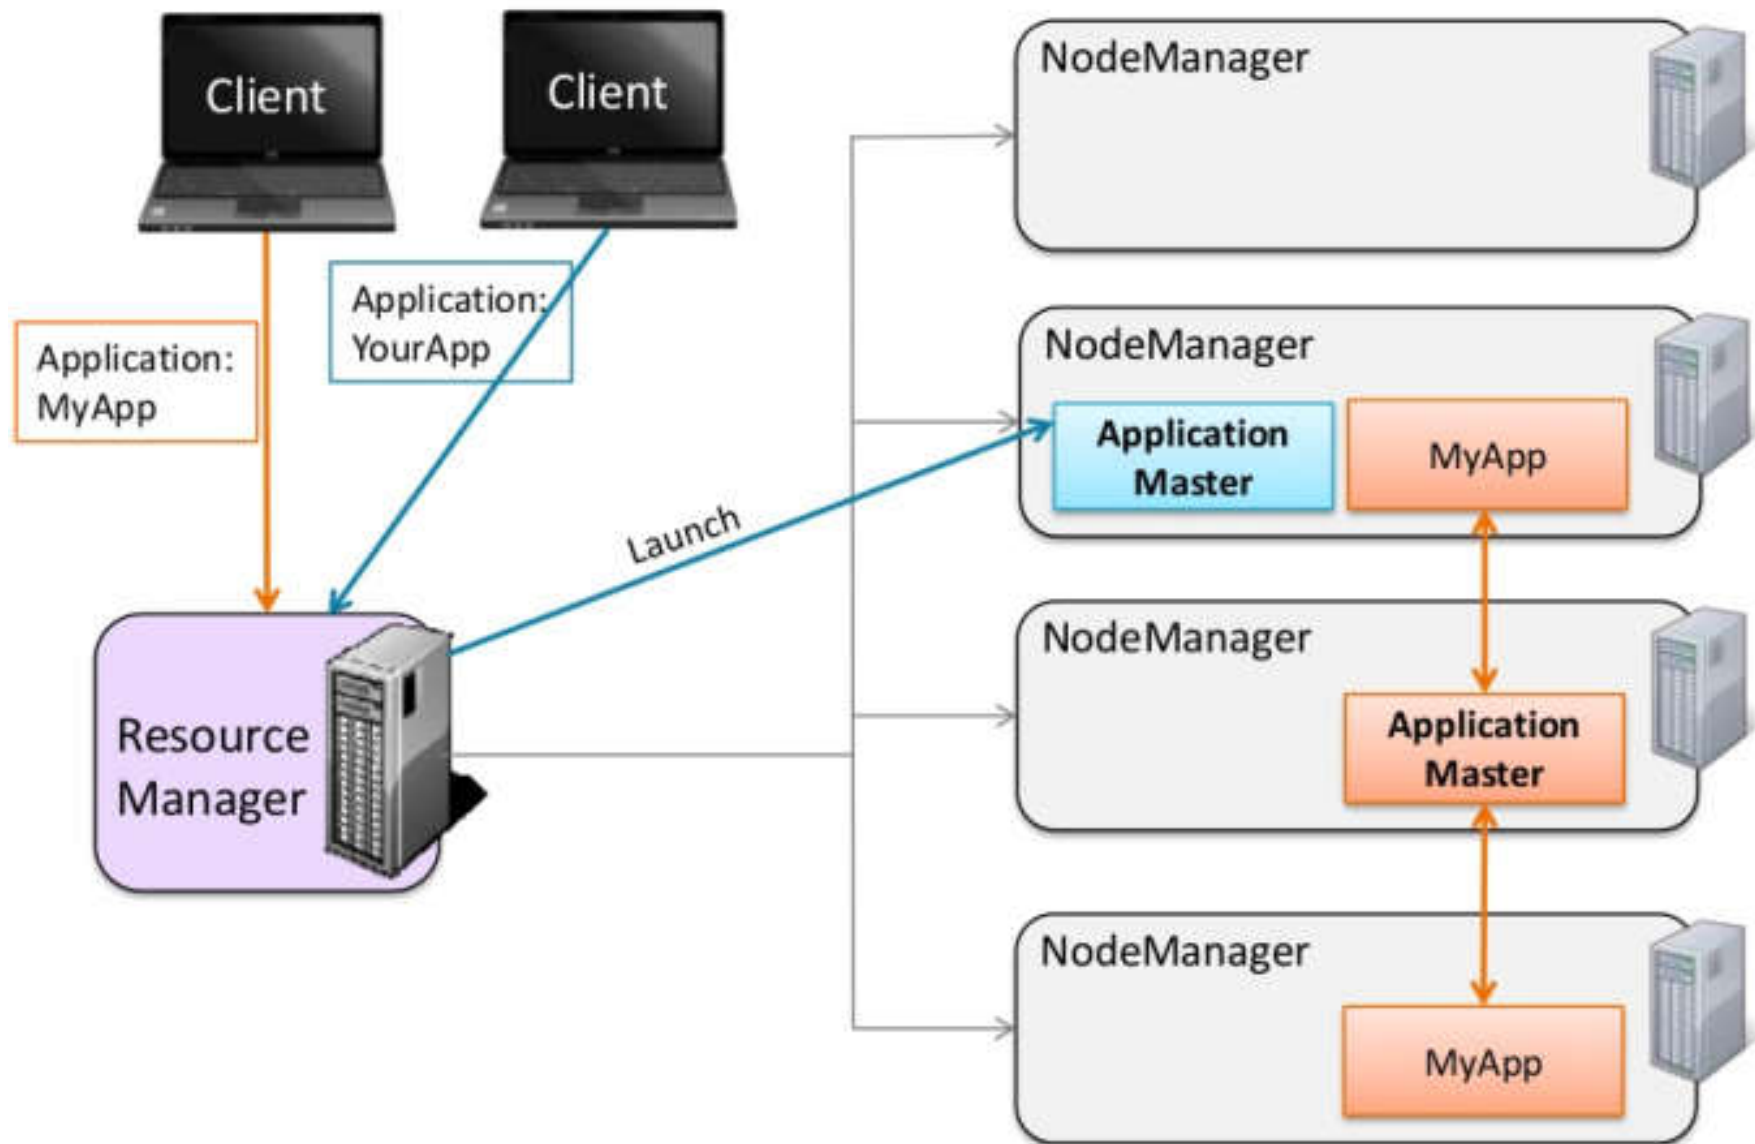 Client
Client
Application:
MyApp
Application:
YourApp
Launch
Resource
Manager
NodeManager
NodeManager
Application
Master
MyApp
NodeManager
Application
Master
NodeManager
MyApp